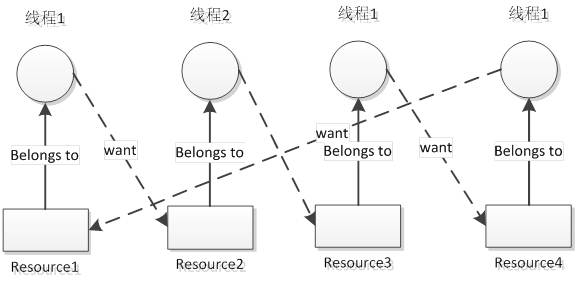 线程1
线程2
线程1
线程1
want
Belongs to
want
Belongs to
Belongs to
want
Belongs to
Resource1
Resource2
Resource3
Resource4